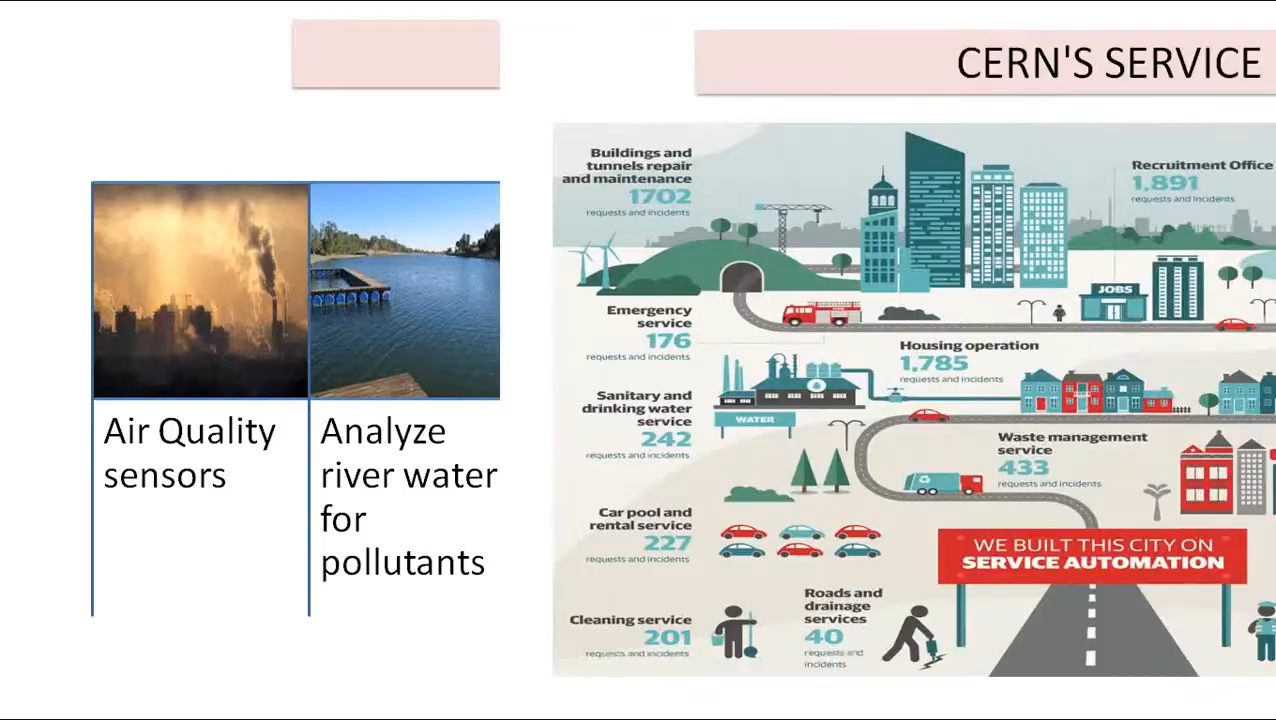 CERN'S SERVICE
Air Quality
sensors
Analyze
river water
for
pollutants
Buildings and
tunnels repair
and maintenance
1702
requests and incidents
Recruitment Office
1,891
requests and incidents
JOBS
Emergency
service
176
requests and incidents
Housing operation
1,785
requests and incidents
Sanitary and
drinking water
service
242
requests and incidents
WATER
Waste management
service
433
requests and incidents
Car pool and
rental service
227
requests and incidents
WE BUILT THIS CITY ON
SERVICE AUTOMATION
Cleaning service
201
requests and incidents
Roads and
drainage
services
40
requests and
incidents